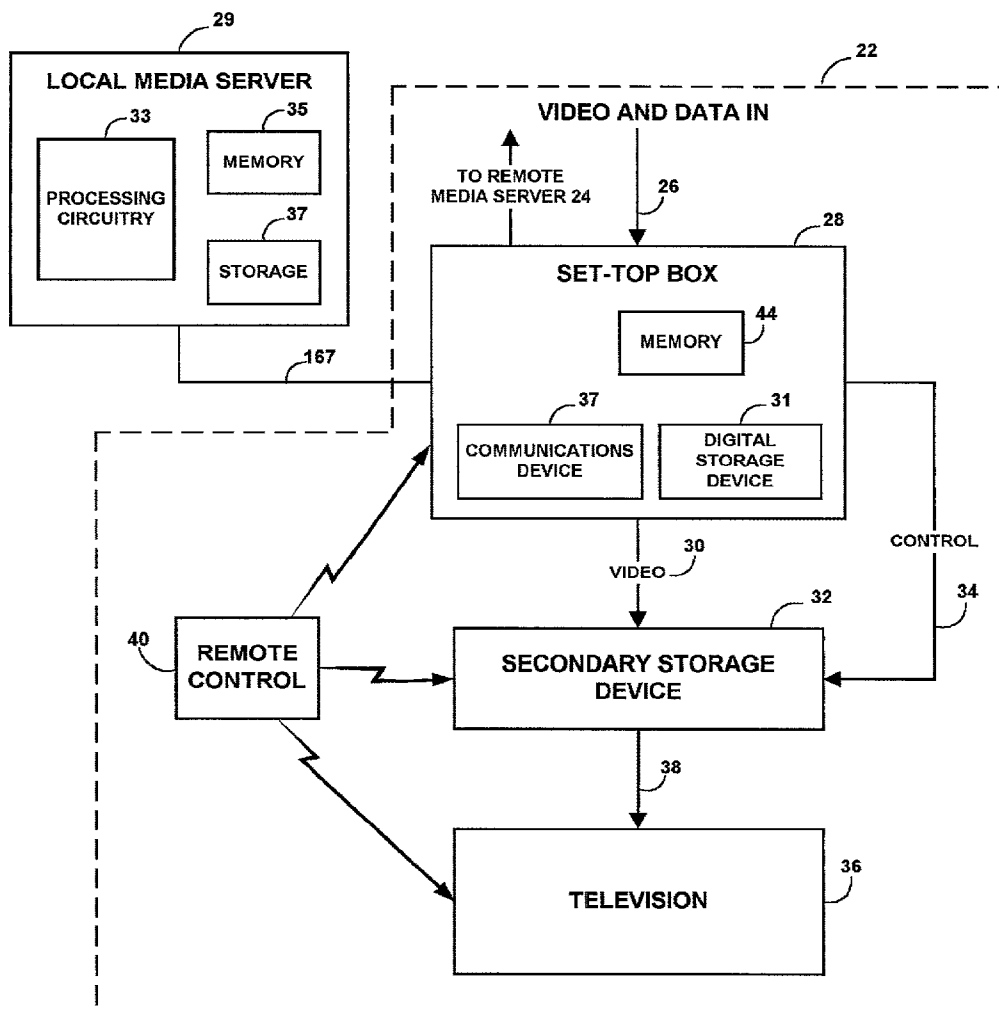 29
LOCAL MEDIA SERVER
33
35
PROCESSING
CIRCUITRY
MEMORY
37
STORAGE
22
VIDEO AND DATA IN
TO REMOTE
MEDIA SERVER 24
26
28
SET-TOP BOX
44
MEMORY
167
37
COMMUNICATIONS
DEVICE
31
DIGITAL
STORAGE
DEVICE
CONTROL
34
VIDEO
30
32
SECONDARY STORAGE
DEVICE
40
REMOTE
CONTROL
38
36
TELEVISION